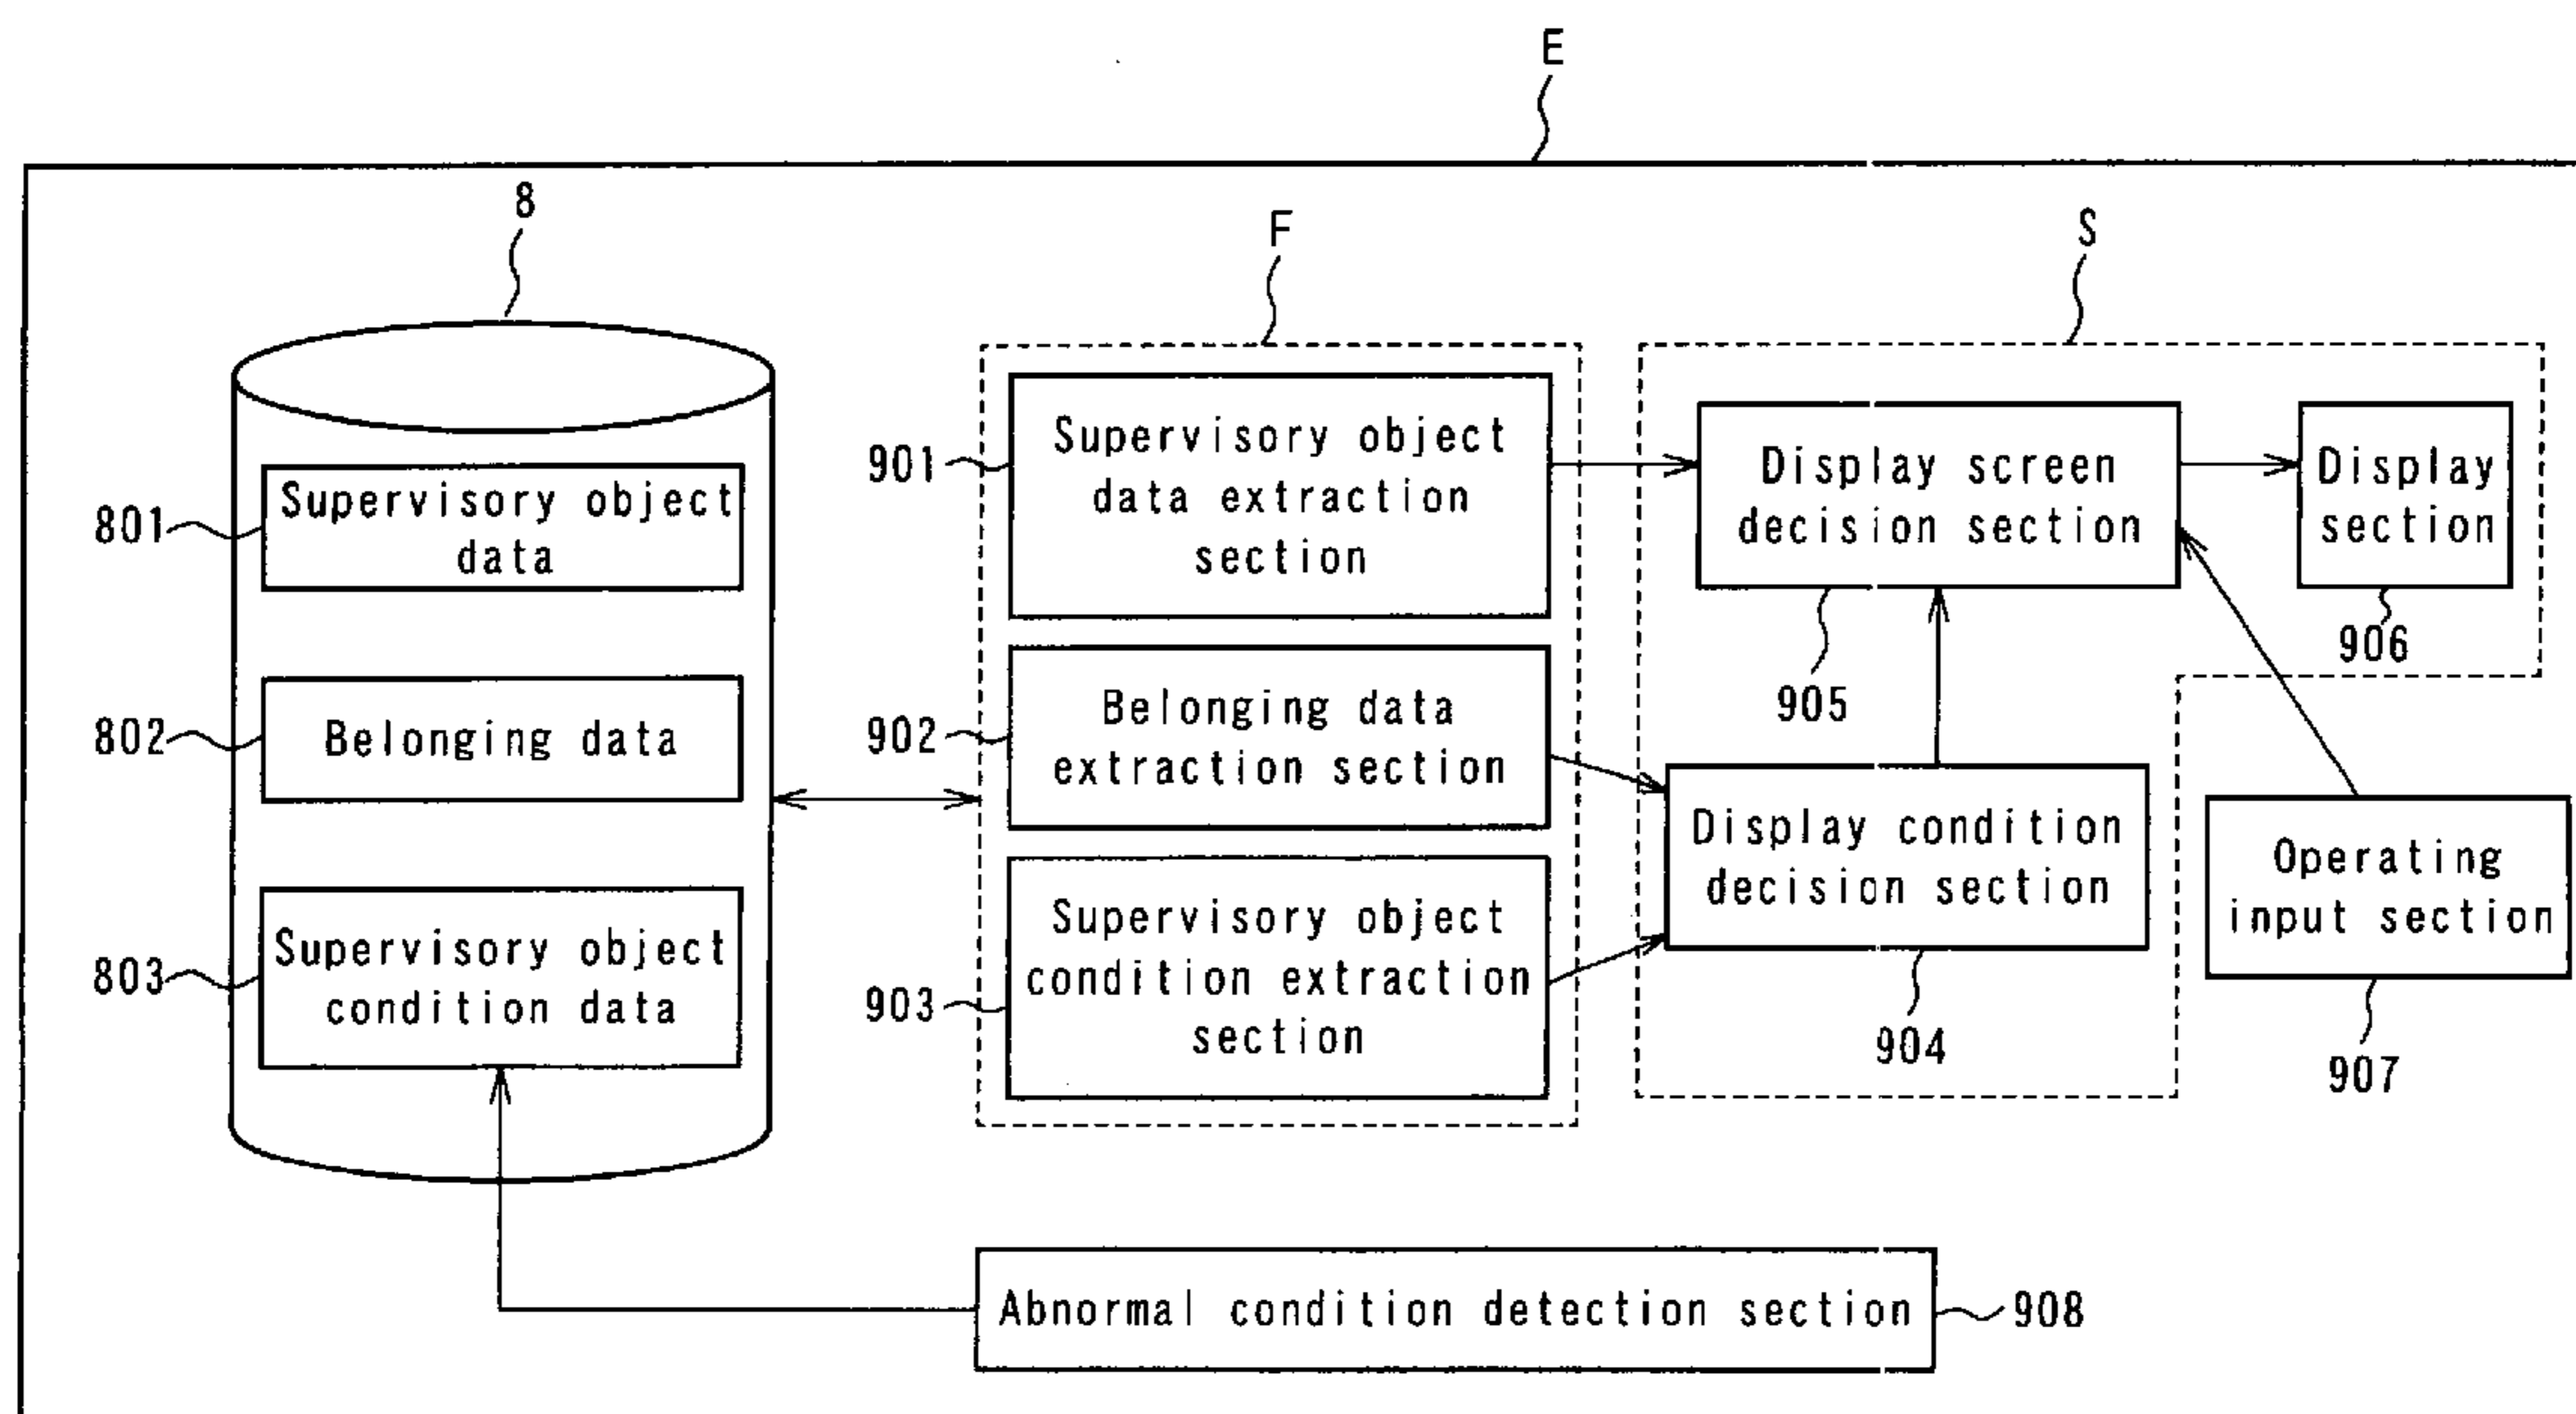 E
8
F
S
801
Supervisory object
data
802
Belonging data
803
Supervisory object
condition data
901
Supervisory object
data extraction
section
902
Belonging data
extraction section
903
Supervisory object
condition extraction
section
Display screen
decision section
905
Display
section
906
Display condition
decision section
904
Operating
input section
907
Abnormal condition detection section
908